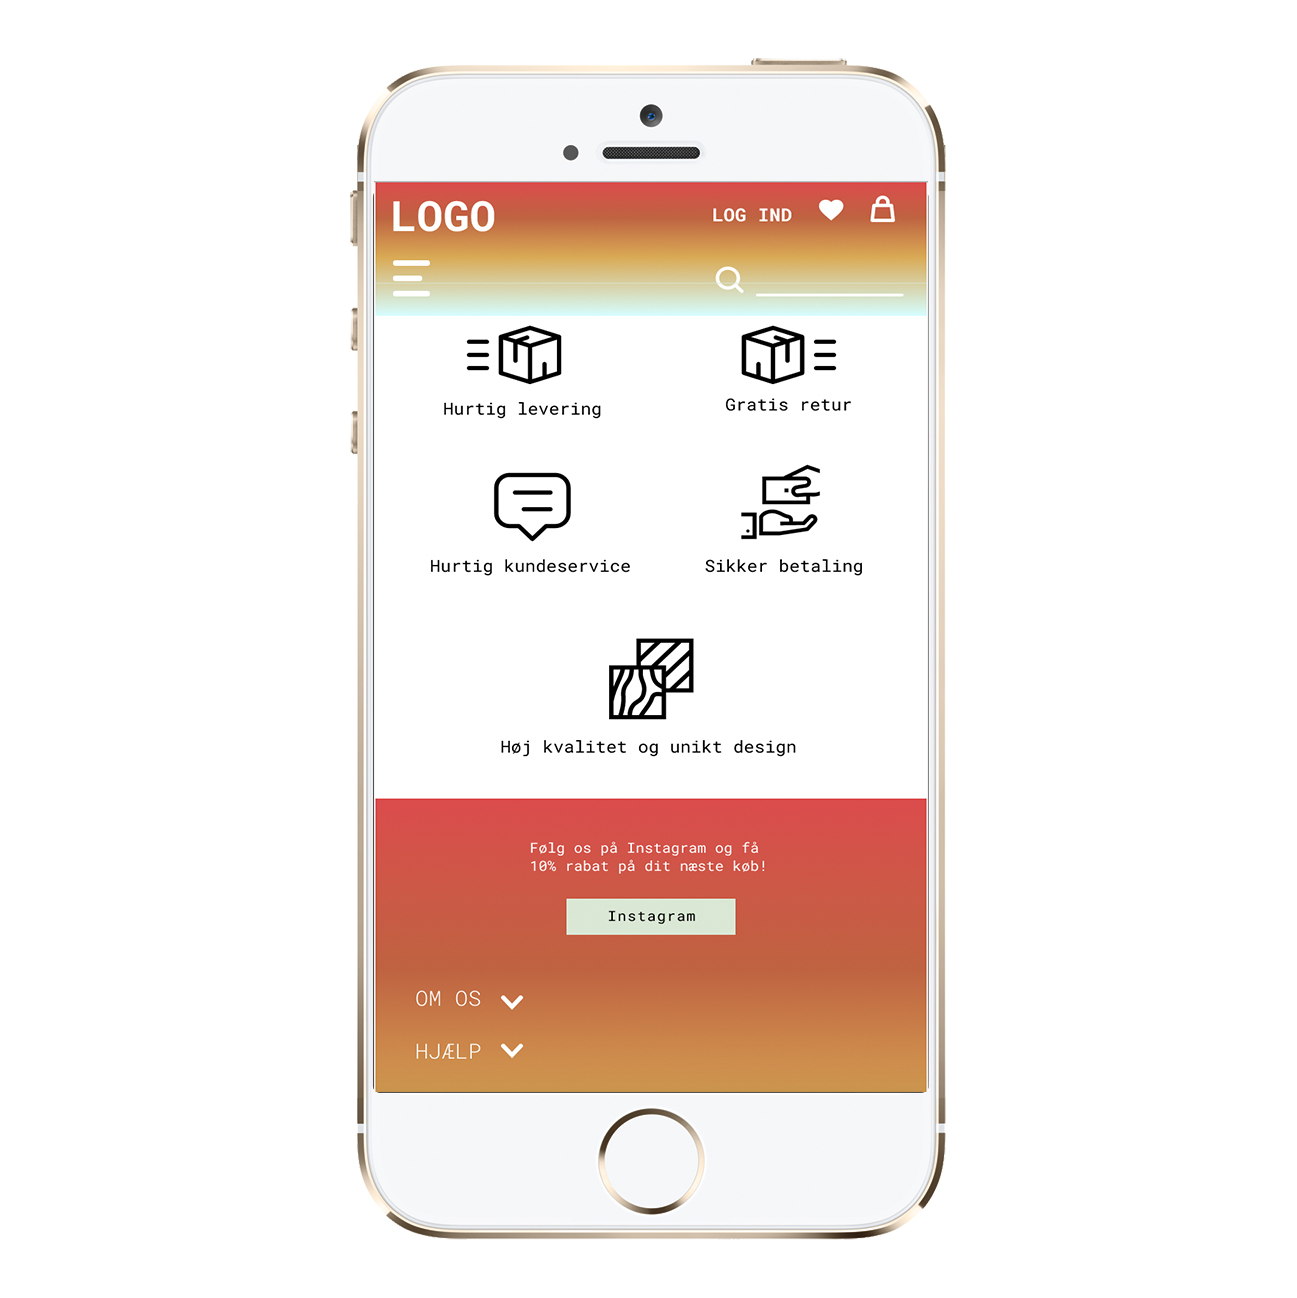 LOGO
LOG IND
Hurtig levering
Gratis retur
Hurtig kundeservice
Sikker betaling
Høj kvalitet og unikt design
Følg os på Instagram og få
10% rabat på dit næste køb!
Instagram
OM OS
HJÆLP